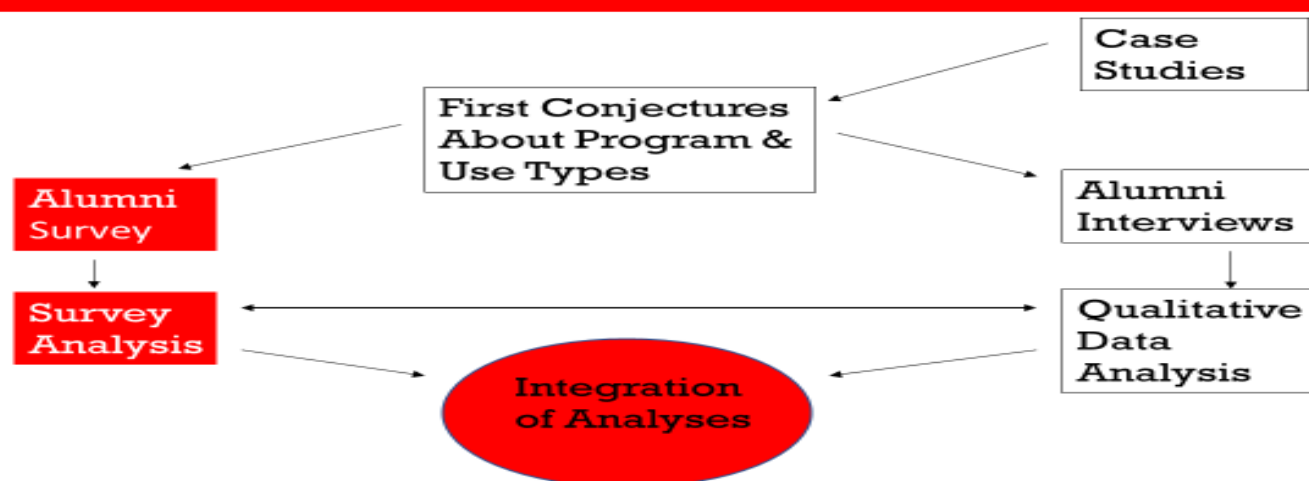 Case
Studies
First Conjectures
About Program &
Use Types
Alumni
Survey
Alumni
Interviews
Survey
Analysis
Qualitative
Data
Analysis
Integration
of Analyses